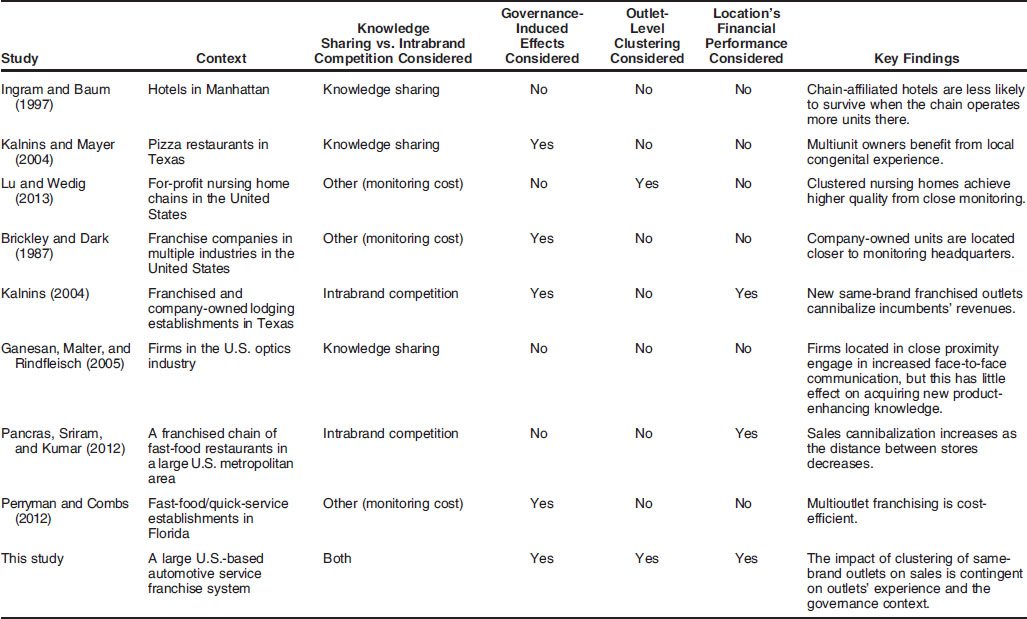 Study
Context
Knowledge
Sharing vs. Intrabrand
Competition Considered
Governance-
Induced
Effects
Considered
Outlet-
Level
Clustering
Considered
Location's
Financial
Performance
Considered
Key Findings
Ingram and Baum
(1997)
Hotels in Manhattan
Knowledge sharing
No
No
No
Chain-affiliated hotels are less likely
to survive when the chain operates
more units there.
Kalnins and Mayer
(2004)
Pizza restaurants in
Texas
Knowledge sharing
Yes
No
No
Multiunit owners benefit from local
congenital experience.
Lu and Wedig
(2013)
For-profit nursing home
chains in the United
States
Other (monitoring cost)
No
Yes
No
Clustered nursing homes achieve
higher quality from close monitoring.
Brickley and Dark
(1987)
Franchise companies in
multiple industries in the
United States
Other (monitoring cost)
Yes
No
No
Company-owned units are located
closer to monitoring headquarters.
Kalnins (2004)
Franchised and
company-owned lodging
establishments in Texas
Intrabrand competition
Yes
No
Yes
New same-brand franchised outlets
cannibalize incumbents' revenues.
Ganesan, Malter, and
Rindfleisch (2005)
Firms in the U.S. optics
industry
Knowledge sharing
No
No
No
Firms located in close proximity
engage in increased face-to-face
communication, but this has little
effect on acquiring new product-
enhancing knowledge.
Pancras, Sriram,
and Kumar (2012)
A franchised chain of
fast-food restaurants in
a large U.S. metropolitan
area
Intrabrand competition
No
No
Yes
Sales cannibalization increases as
the distance between stores
decreases.
Perryman and Combs
(2012)
Fast-food/quick-service
establishments in
Florida
Other (monitoring cost)
Yes
No
No
Multioutlet franchising is cost-
efficient.
This study
A large U.S.-based
automotive service
franchise system
Both
Yes
Yes
Yes
The impact of clustering of same-
brand outlets on sales is contingent
on outlets' experience and the
governance context.